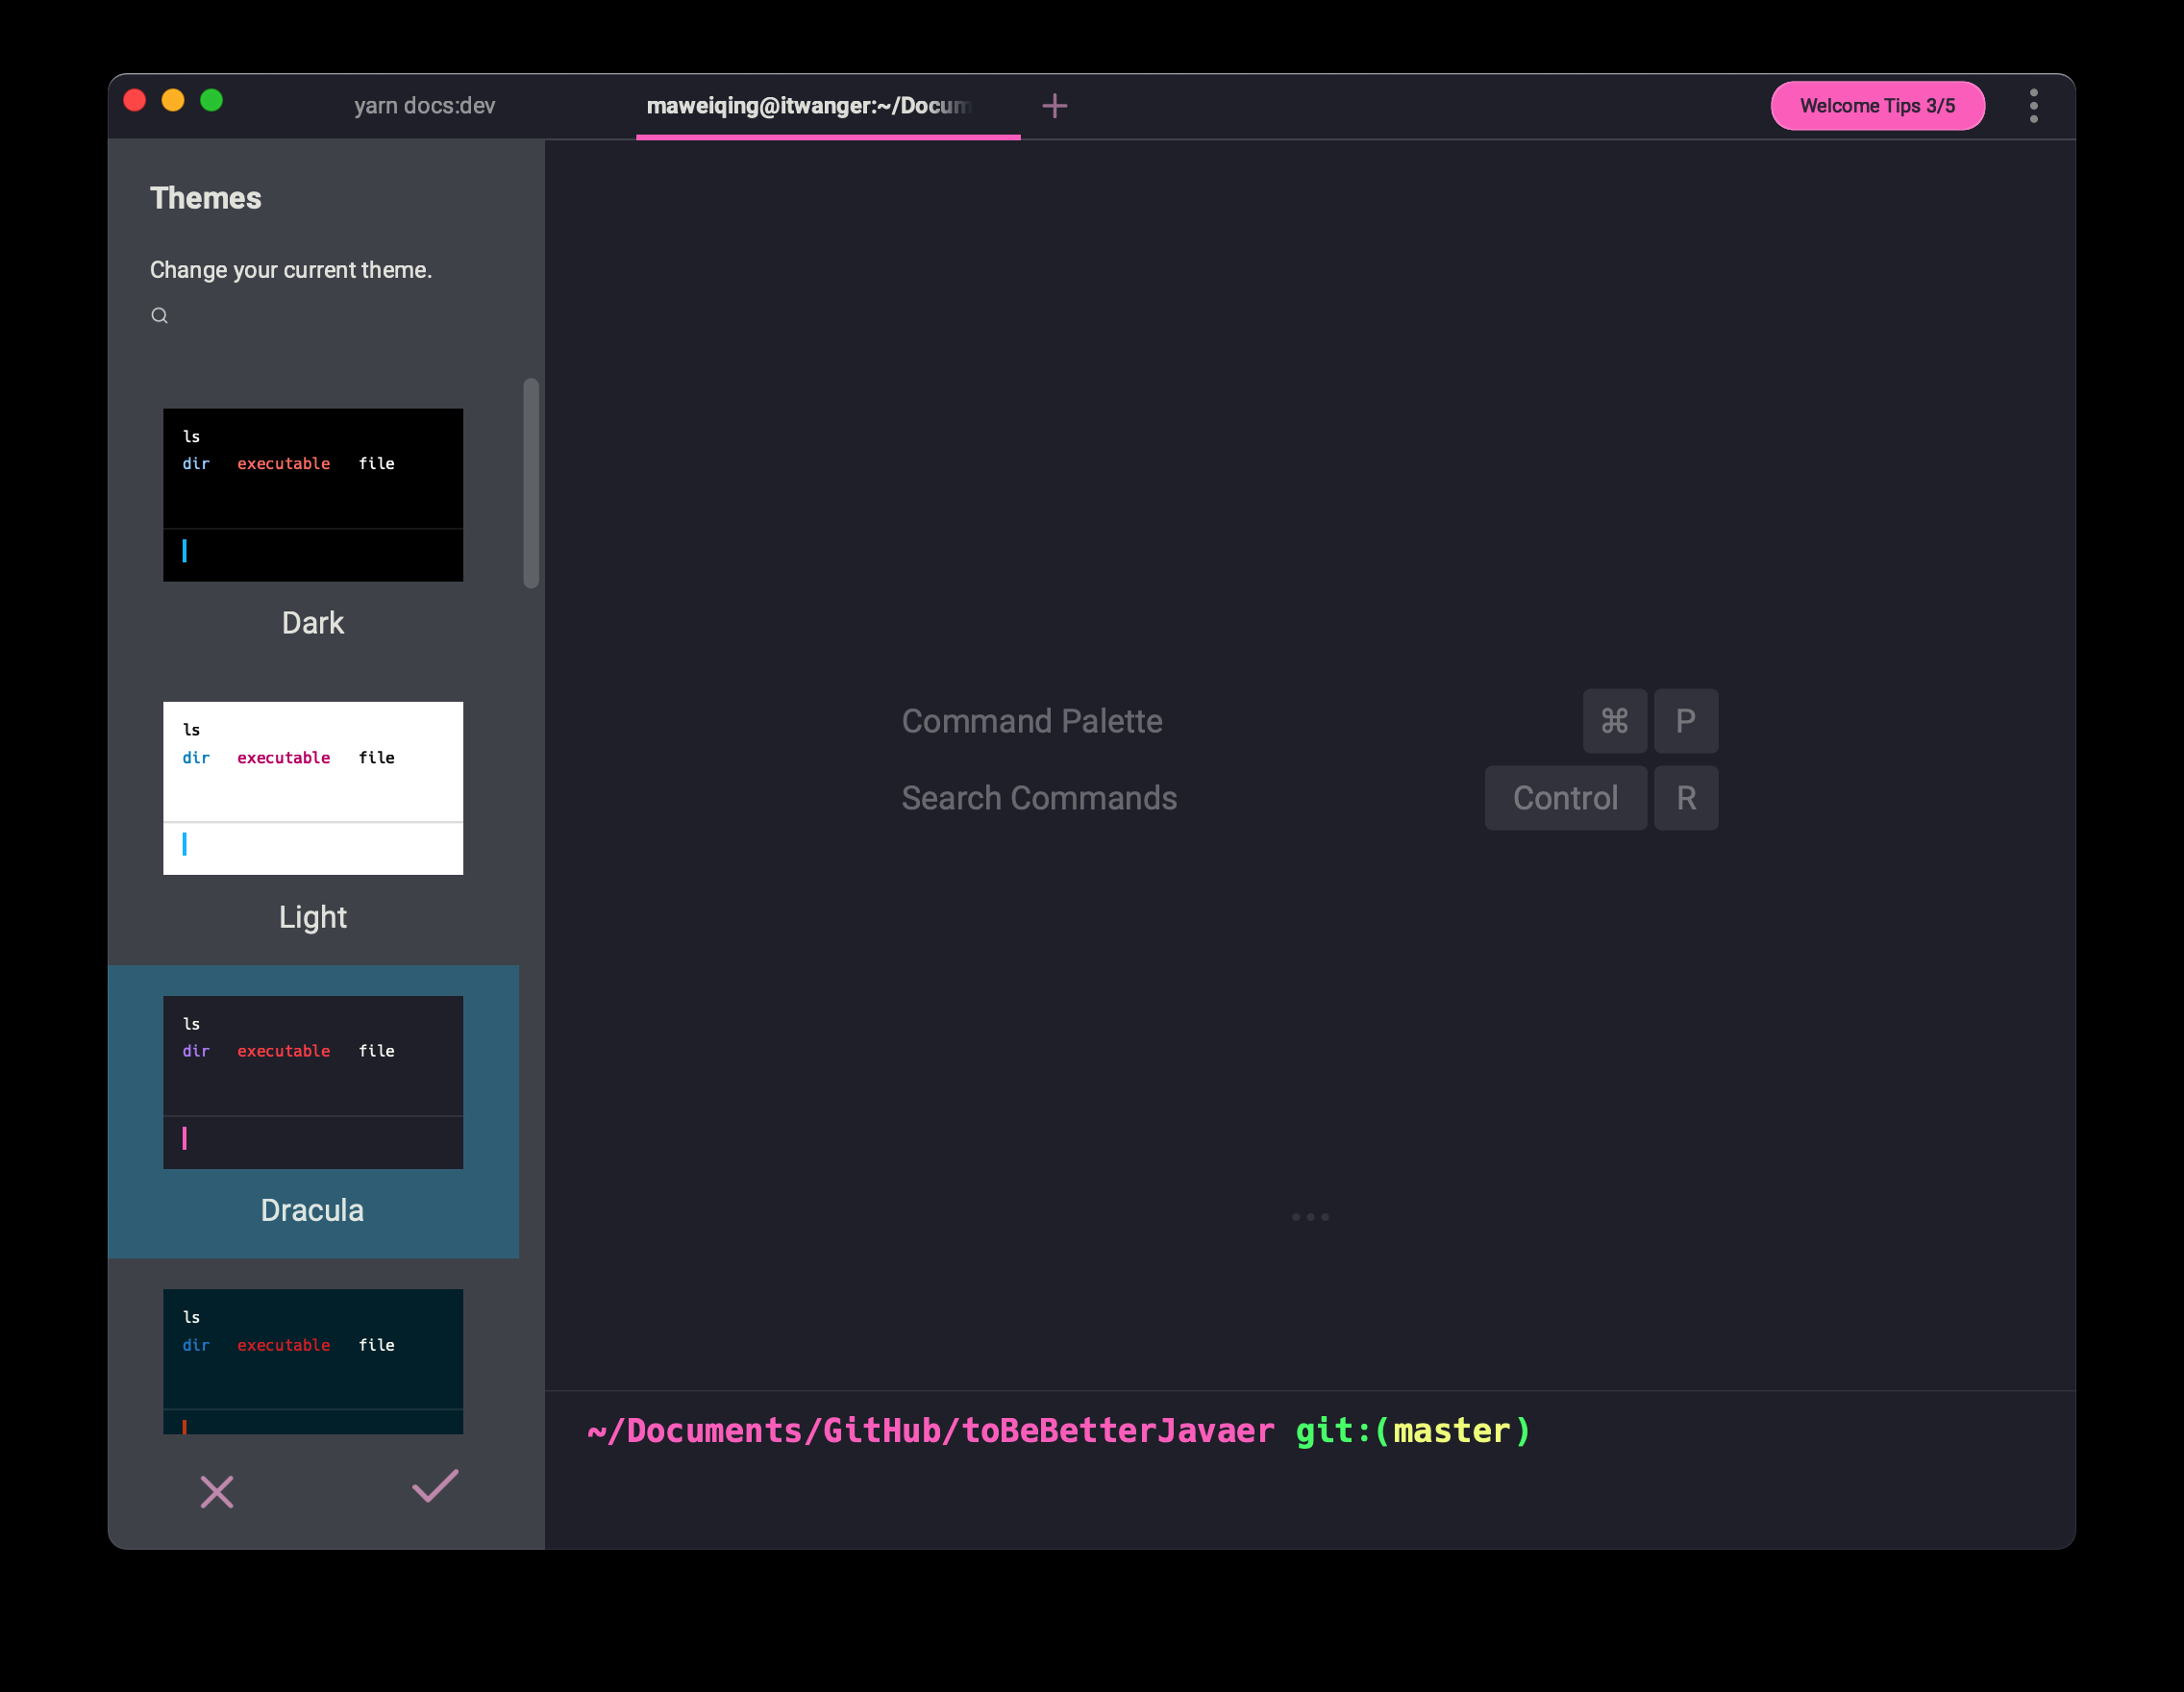 yarn docs:dev
maweiqing@itwanger:~/Docum
Welcome Tips 3/5
Themes
Change your current theme.
ls
dir executable file
Dark
ls
dir executable file
Light
ls
dir executable file
Dracula
ls
dir executable file
Command Palette ⌘ P
Search Commands Control R
~/Documents/GitHub/toBeBetterJavaer git:(master)